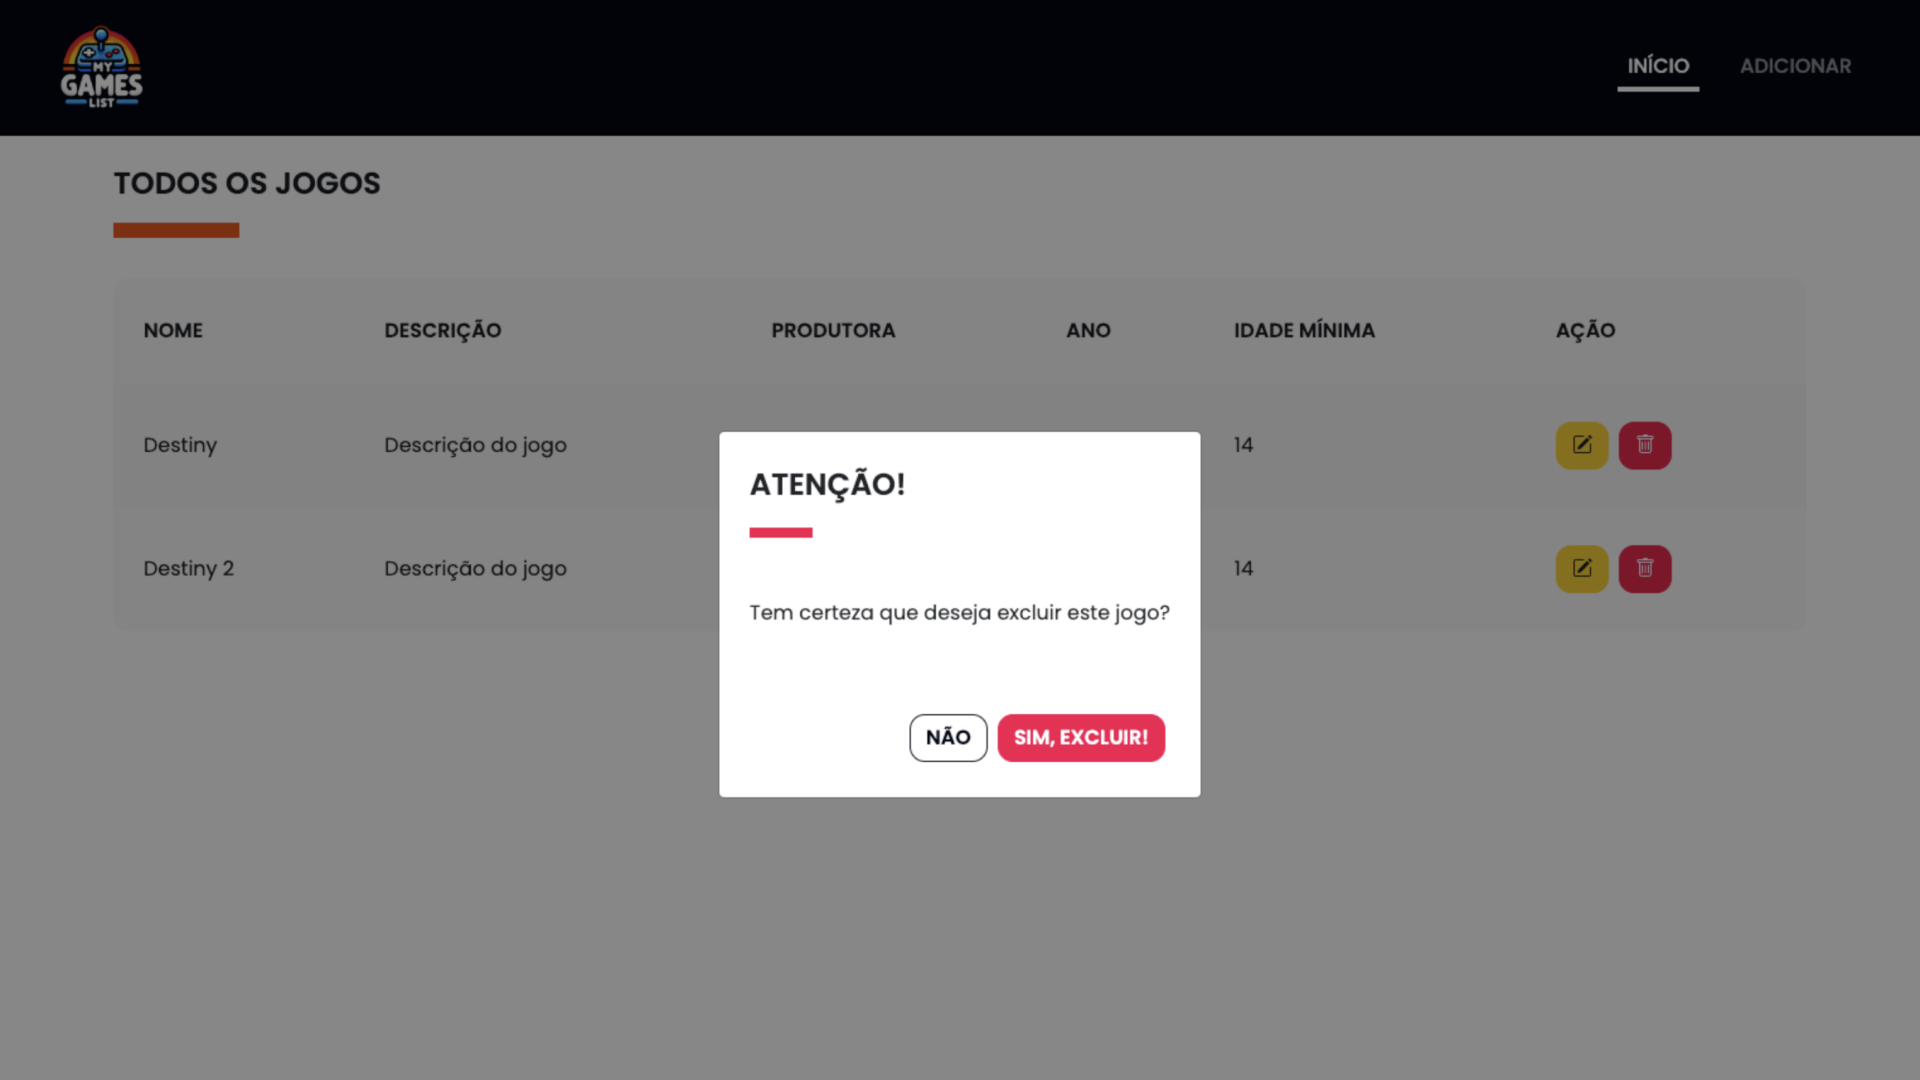 MY
GAMES
LIST
INÍCIO
ADICIONAR
TODOS OS JOGOS
NOME DESCRIÇÃO PRODUTORA ANO IDADE MÍNIMA AÇÃO
Destiny Descrição do jogo 14
Destiny 2 Descrição do jogo 14
ATENÇÃO!
Tem certeza que deseja excluir este jogo?
NÃO
SIM, EXCLUIR!